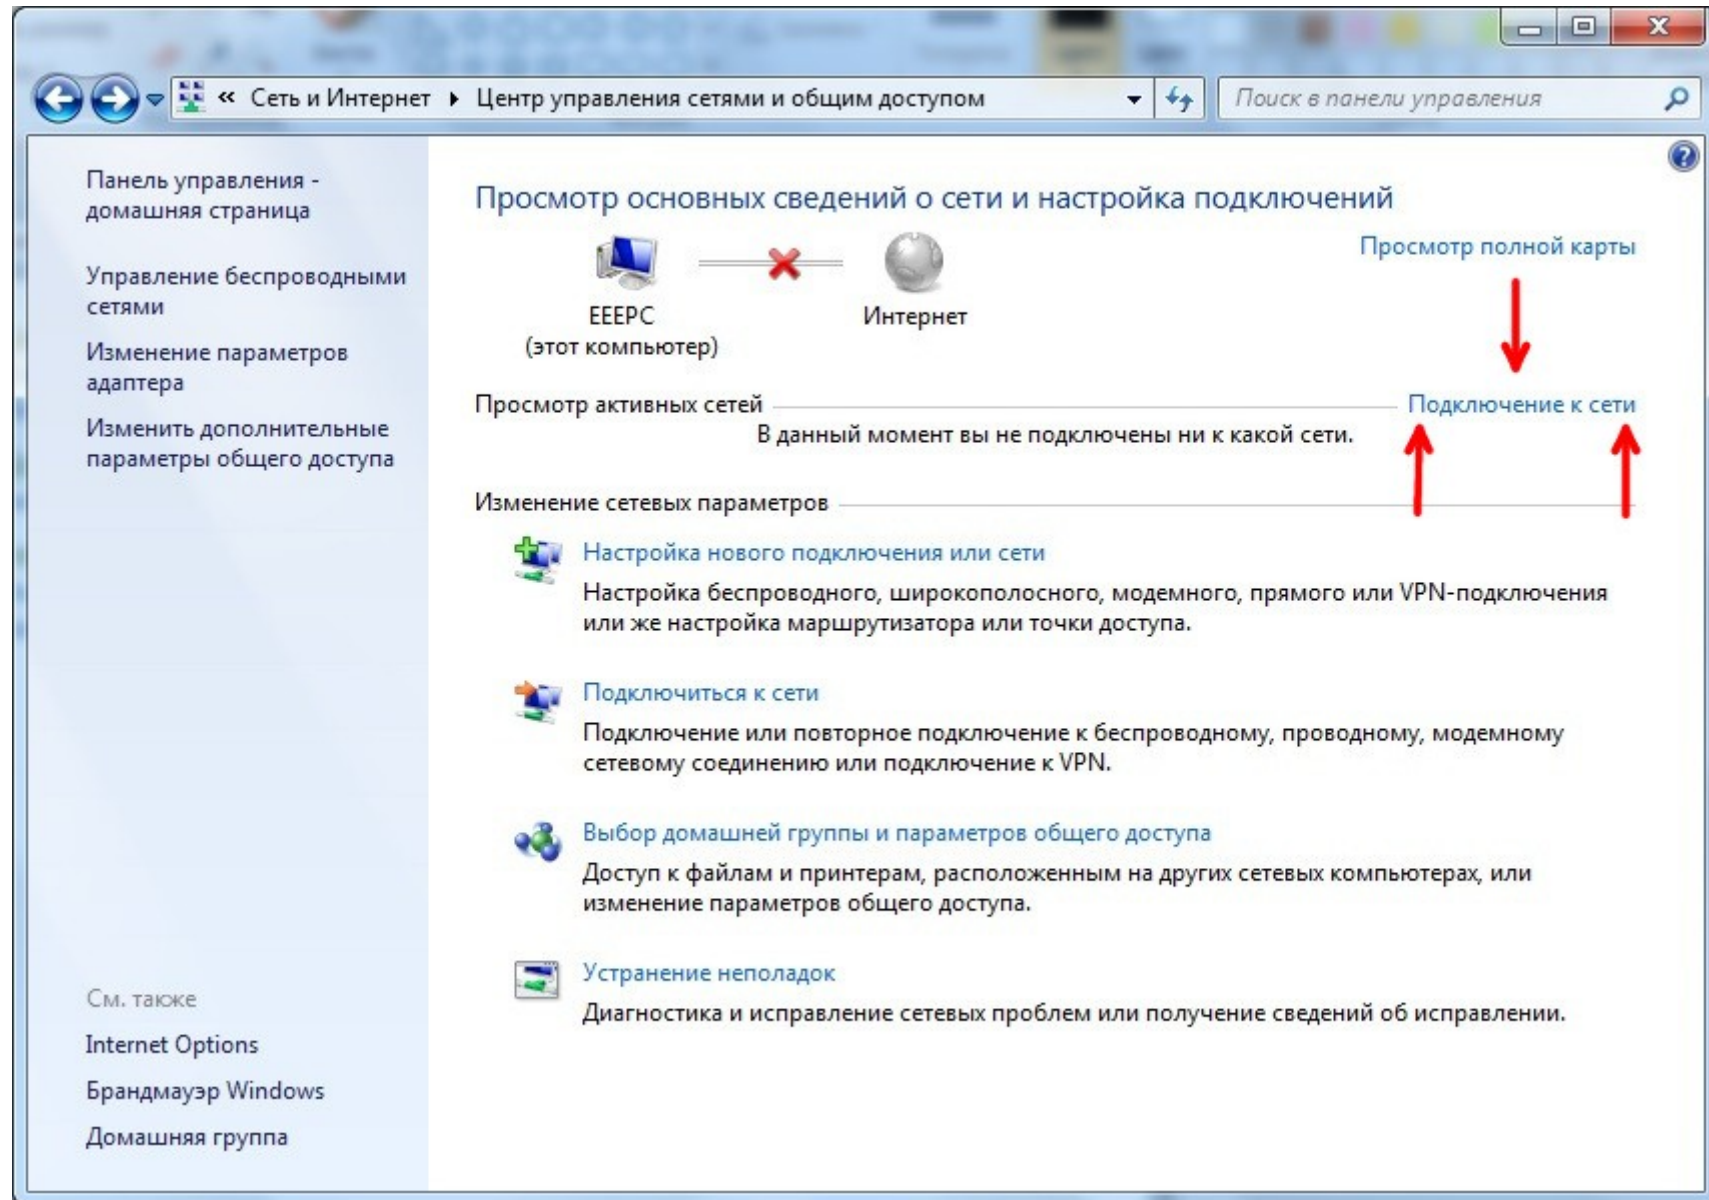 « Сеть и Интернет
Центр управления сетями и общим доступом
Поиск в панели управления
Панель управления -
домашняя страница
Управление беспроводными
сетями
Изменение параметров
адаптера
Изменить дополнительные
параметры общего доступа
См. также
Internet Options
Брандмауэр Windows
Домашняя группа
Просмотр основных сведений о сети и настройка подключений
Просмотр полной карты
EEEPC
(этот компьютер)
Интернет
Просмотр активных сетей
Подключение к сети
В данный момент вы не подключены ни к какой сети.
Изменение сетевых параметров
Настройка нового подключения или сети
Настройка беспроводного, широкополосного, модемного, прямого или VPN-подключения
или же настройка маршрутизатора или точки доступа.
Подключиться к сети
Подключение или повторное подключение к беспроводному, проводному, модемному
сетевому соединению или подключение к VPN.
Выбор домашней группы и параметров общего доступа
Доступ к файлам и принтерам, расположенным на других сетевых компьютерах, или
изменение параметров общего доступа.
Устранение неполадок
Диагностика и исправление сетевых проблем или получение сведений об исправлении.